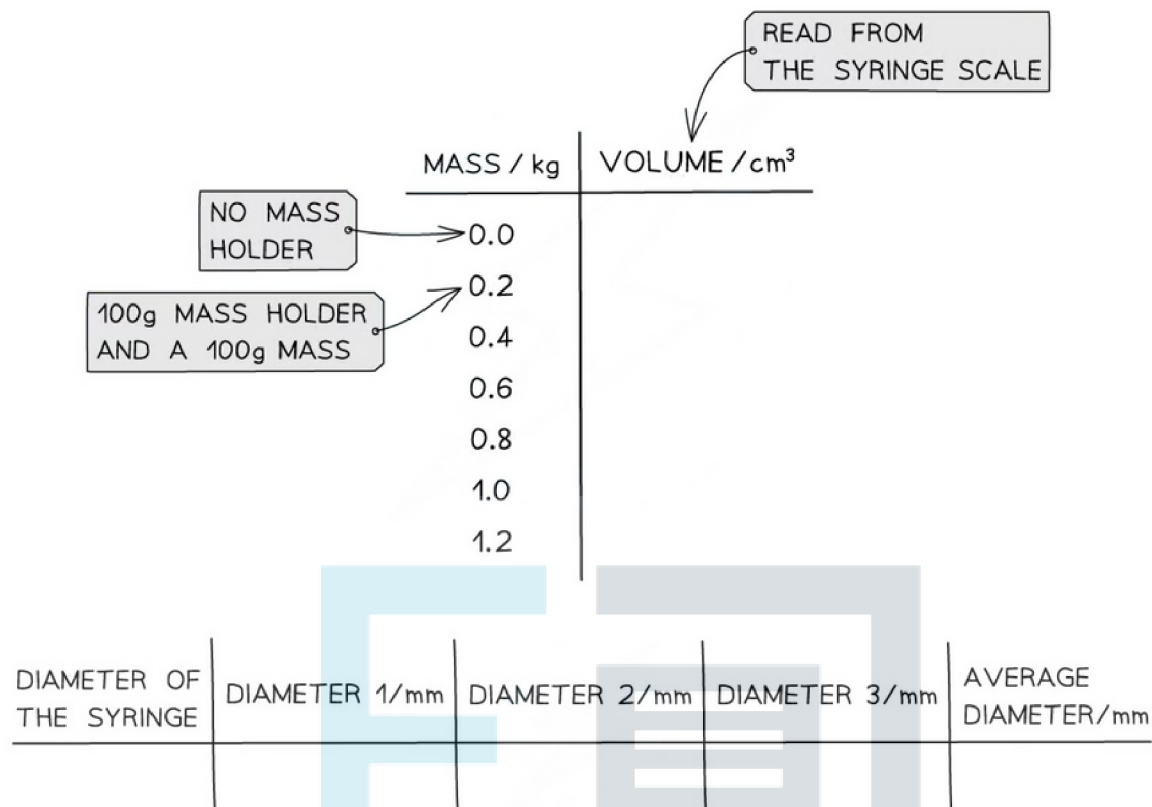 READ FROM
THE SYRINGE SCALE
MASS / kg VOLUME / cm³
NO MASS
HOLDER
0.0
0.2
100g MASS HOLDER
AND A 100g MASS
0.4
0.6
0.8
1.0
1.2
DIAMETER OF
THE SYRINGE
DIAMETER 1/mm
DIAMETER 2/mm
DIAMETER 3/mm
AVERAGE
DIAMETER/mm